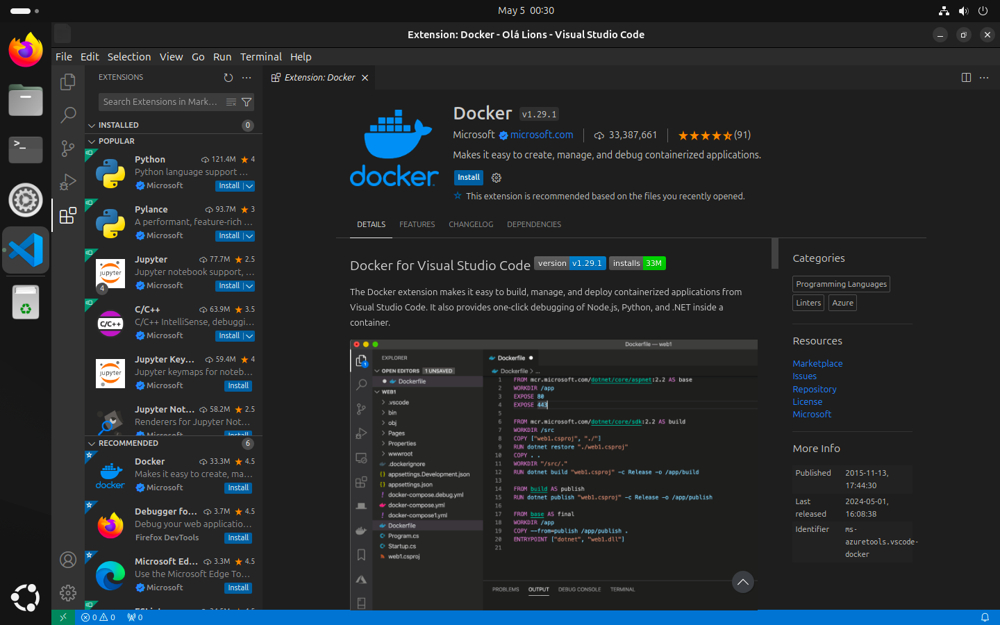 May 5 00:30
Extension: Docker - Olá Lions - Visual Studio Code
File Edit Selection View Go Run Terminal Help
EXTENSIONS
Extension: Docker
Search Extensions in Mark...
INSTALLED 0
POPULAR
Python 121.4M 4
Python language support ...
Microsoft Install
Pylance 93.7M 3
A performant, feature-rich ...
Microsoft Install
Jupyter 77.7M 2.5
Jupyter notebook support, ...
Microsoft Install
jupyter
4
C/C++ 63.9M 3.5
C/C++ IntelliSense, debuggi...
Microsoft Install
C/C++
Jupyter Key... 59.4M 4
Jupyter keymaps for noteb...
Microsoft Install
jupyter
Jupyter Not... 58.2M 2.5
Renderers for Jupyter Not...
Microsoft Install
RECOMMENDED 6
Docker 33.3M 4.5
Makes it easy to create, ma...
Microsoft Install
docker
Debugger fo... 3.7M 4.5
Debug your web applicatio...
Firefox DevTools Install
Microsoft Ed... 3.3M 4.5
Use the Microsoft Edge To...
Microsoft Install
docker
Docker v1.29.1
Microsoft microsoft.com 33,387,661 (91)
Makes it easy to create, manage, and debug containerized applications.
Install
This extension is recommended based on the files you recently opened.
DETAILS FEATURES CHANGELOG DEPENDENCIES
Docker for Visual Studio Code version v1.29.1 installs 33M
The Docker extension makes it easy to build, manage, and deploy containerized applications from
Visual Studio Code. It also provides one-click debugging of Node.js, Python, and .NET inside a
container.
Dockerfile — web1
EXPLORER
OPEN EDITORS 1 UNSAVED
Dockerfile
WEB1
.vscode
bin
obj
Pages
Properties
wwwroot
.dockerignore
appsettings.Development.json
appsettings.json
docker-compose.debug.yml
docker-compose.yml
docker-compose1.yml
Dockerfile
Program.cs
Startup.cs
web1.csproj
1
Dockerfile
Dockerfile > ...
1 FROM mcr.microsoft.com/dotnet/core/aspnet:2.2 AS base
2 WORKDIR /app
3 EXPOSE 80
4 EXPOSE 443
5
6 FROM mcr.microsoft.com/dotnet/core/sdk:2.2 AS build
7 WORKDIR /src
8 COPY ["web1.csproj", "./"]
9 RUN dotnet restore "./web1.csproj"
10 COPY . .
11 WORKDIR "/src/."
12 RUN dotnet build "web1.csproj" -c Release -o /app/build
13
14 FROM build AS publish
15 RUN dotnet publish "web1.csproj" -c Release -o /app/publish
16
17 FROM base AS final
18 WORKDIR /app
19 COPY --from=publish /app/publish .
20 ENTRYPOINT ["dotnet", "web1.dll"]
21
PROBLEMS OUTPUT DEBUG CONSOLE TERMINAL
Categories
Programming Languages
Linters Azure
Resources
Marketplace
Issues
Repository
License
Microsoft
More Info
Published 2015-11-13, 17:44:30
Last released 2024-05-01, 16:08:38
Identifier ms-azuretools.vscode-docker
0 0 0